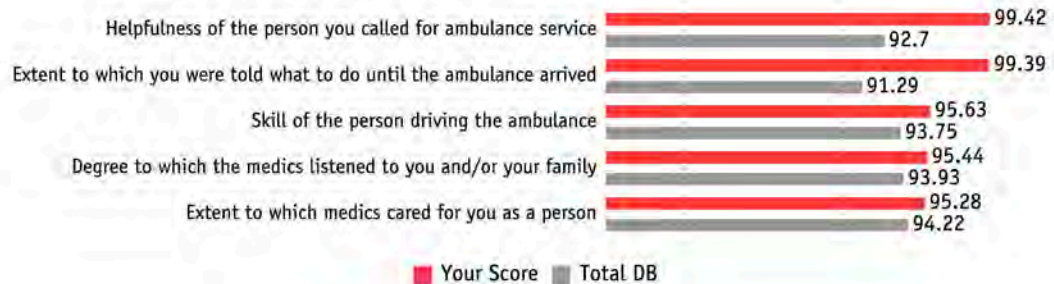 Helpfulness of the person you called for ambulance service
99.42
92.7
Extent to which you were told what to do until the ambulance arrived
99.39
91.29
Skill of the person driving the ambulance
95.63
93.75
Degree to which the medics listened to you and/or your family
95.44
93.93
Extent to which medics cared for you as a person
95.28
94.22
Your Score Total DB